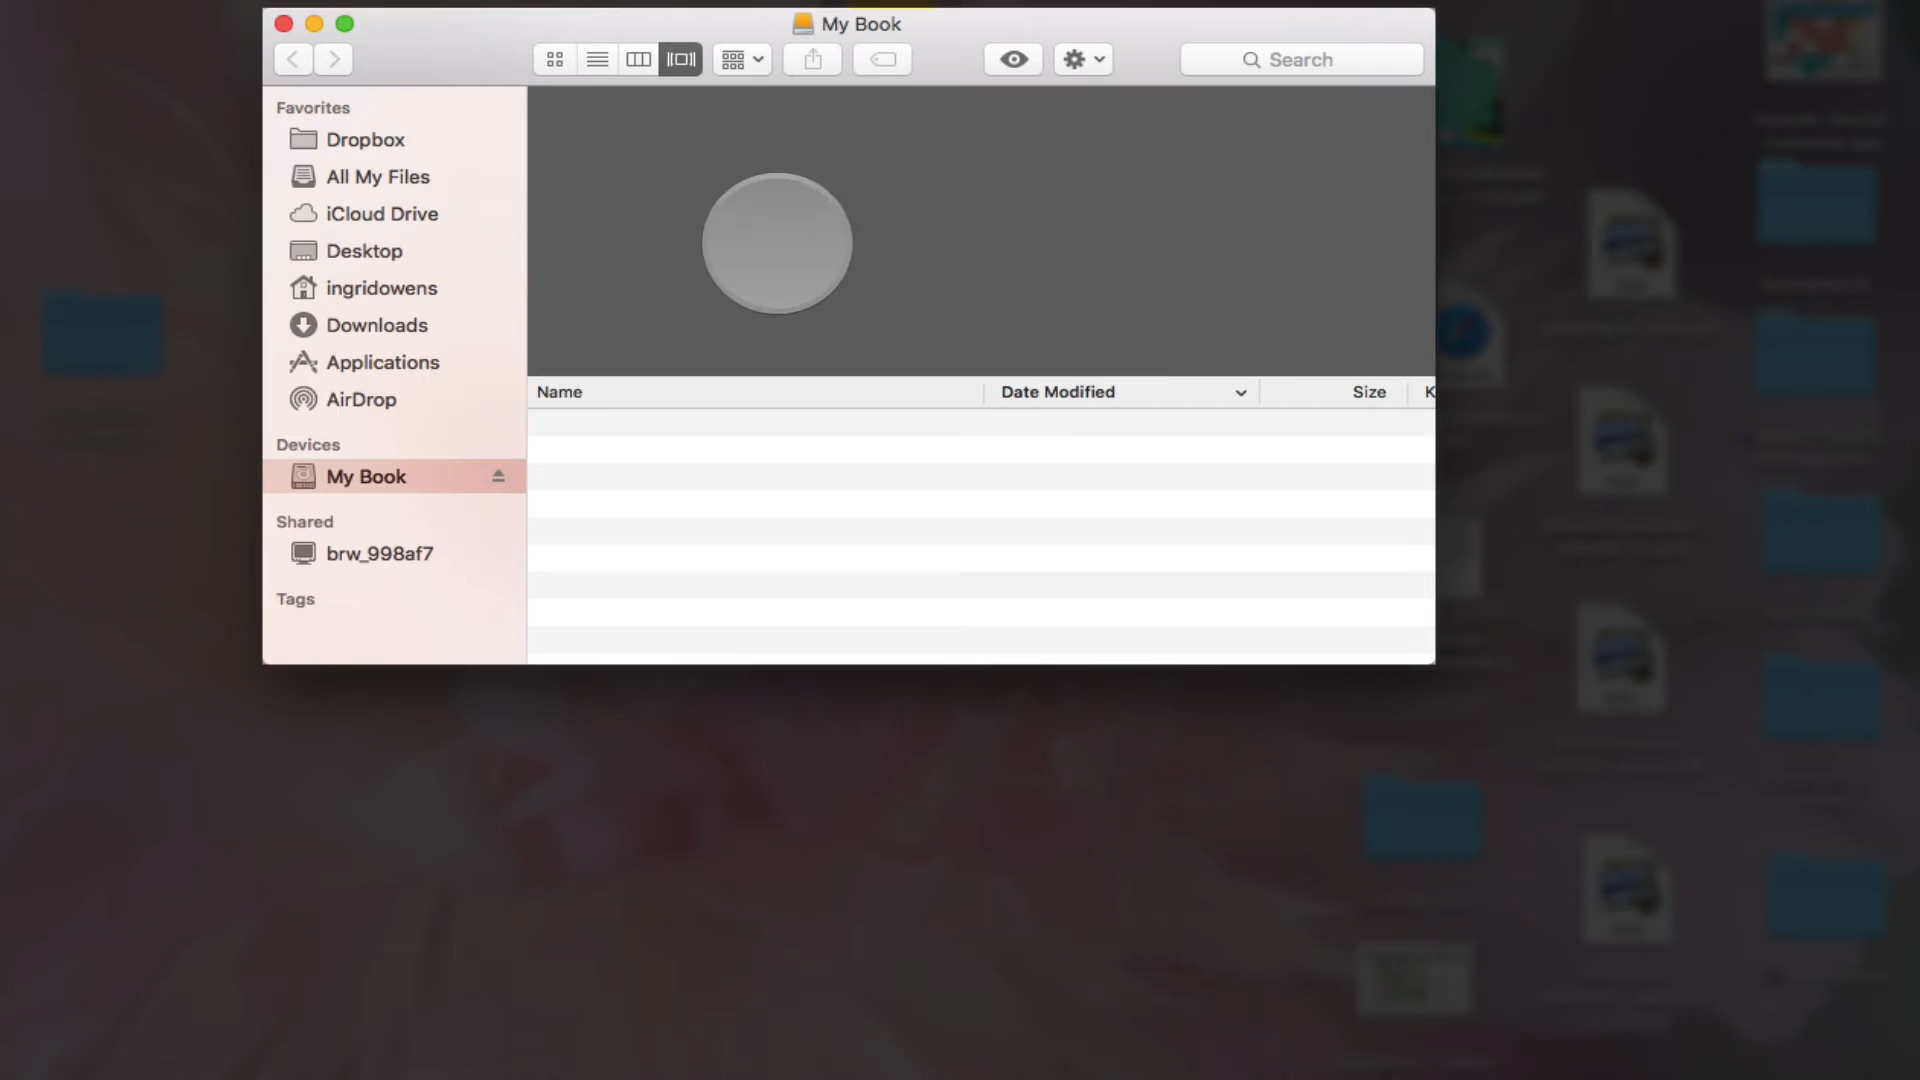 My Book
Search
Favorites
Dropbox
All My Files
iCloud Drive
Desktop
ingridowens
Downloads
Applications
AirDrop
Devices
My Book
Shared
brw_998af7
Tags
Name Date Modified Size K